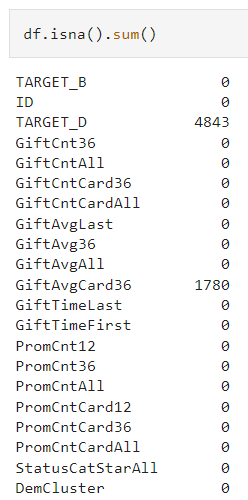 df.isna().sum()
TARGET_B 0
ID 0
TARGET_D 4843
GiftCnt36 0
GiftCntAll 0
GiftCntCard36 0
GiftCntCardAll 0
GiftAvgLast 0
GiftAvg36 0
GiftAvgAll 0
GiftAvgCard36 1780
GiftTimeLast 0
GiftTimeFirst 0
PromCnt12 0
PromCnt36 0
PromCntAll 0
PromCntCard12 0
PromCntCard36 0
PromCntCardAll 0
StatusCatStarAll 0
DemCluster 0